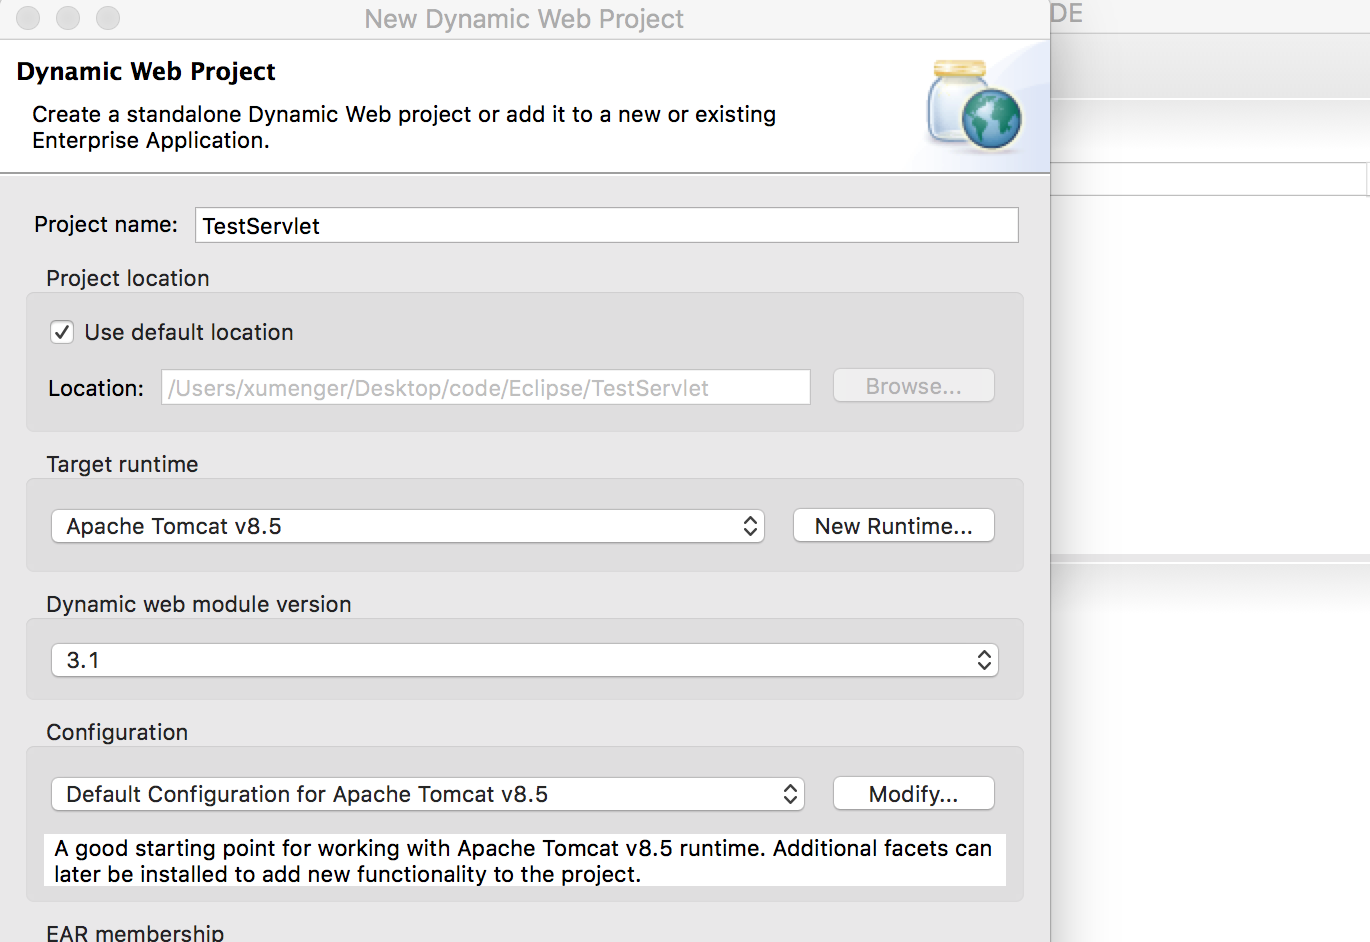 New Dynamic Web Project
DE
Dynamic Web Project
Create a standalone Dynamic Web project or add it to a new or existing
Enterprise Application.
Project name:
TestServlet
Project location
Use default location
Location:
/Users/xumenger/Desktop/code/Eclipse/TestServlet
Browse...
Target runtime
Apache Tomcat v8.5
New Runtime...
Dynamic web module version
3.1
Configuration
Default Configuration for Apache Tomcat v8.5
Modify...
A good starting point for working with Apache Tomcat v8.5 runtime. Additional facets can
later be installed to add new functionality to the project.
EAR membership